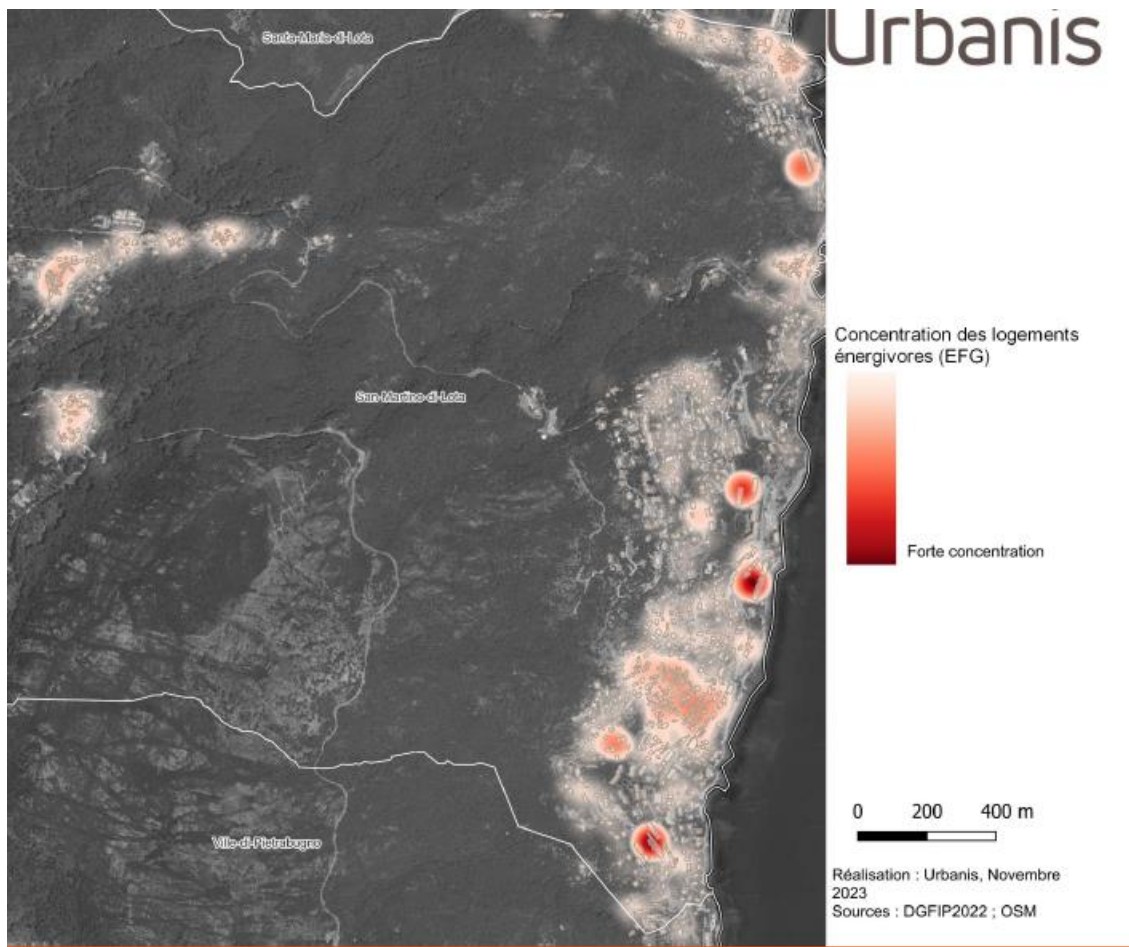 Urbanis
Santa-Maria-di-Lota
Concentration des logements
énergivores (EFG)
San-Martino-di-Lota
Forte concentration
0 200 400 m
Ville-di-Pietrabugno
Réalisation : Urbanis, Novembre
2023
Sources : DGFIP2022 ; OSM